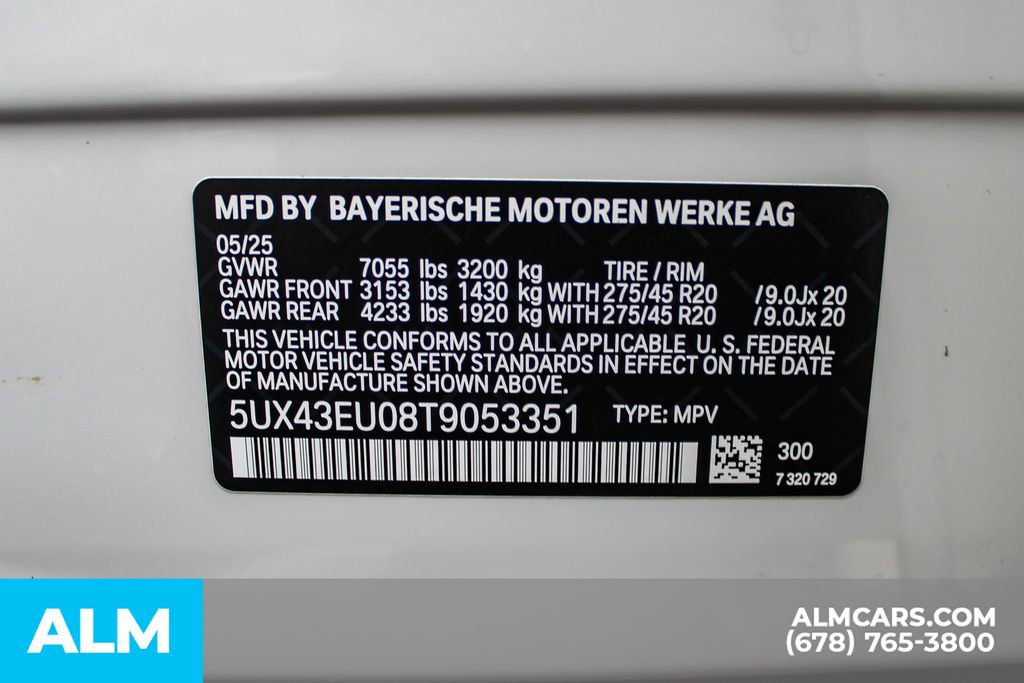 MFD BY BAYERISCHE MOTOREN WERKE AG
05/25
GVWR 7055 lbs 3200 kg TIRE / RIM
GAWR FRONT 3153 lbs 1430 kg WITH 275/45 R20 /9.0Jx 20
GAWR REAR 4233 lbs 1920 kg WITH 275/45 R20 /9.0Jx 20
THIS VEHICLE CONFORMS TO ALL APPLICABLE U. S. FEDERAL
MOTOR VEHICLE SAFETY STANDARDS IN EFFECT ON THE DATE
OF MANUFACTURE SHOWN ABOVE.
5UX43EU08T9053351 TYPE: MPV
300
7 320 729
ALM
ALMCARS.COM
(678) 765-3800